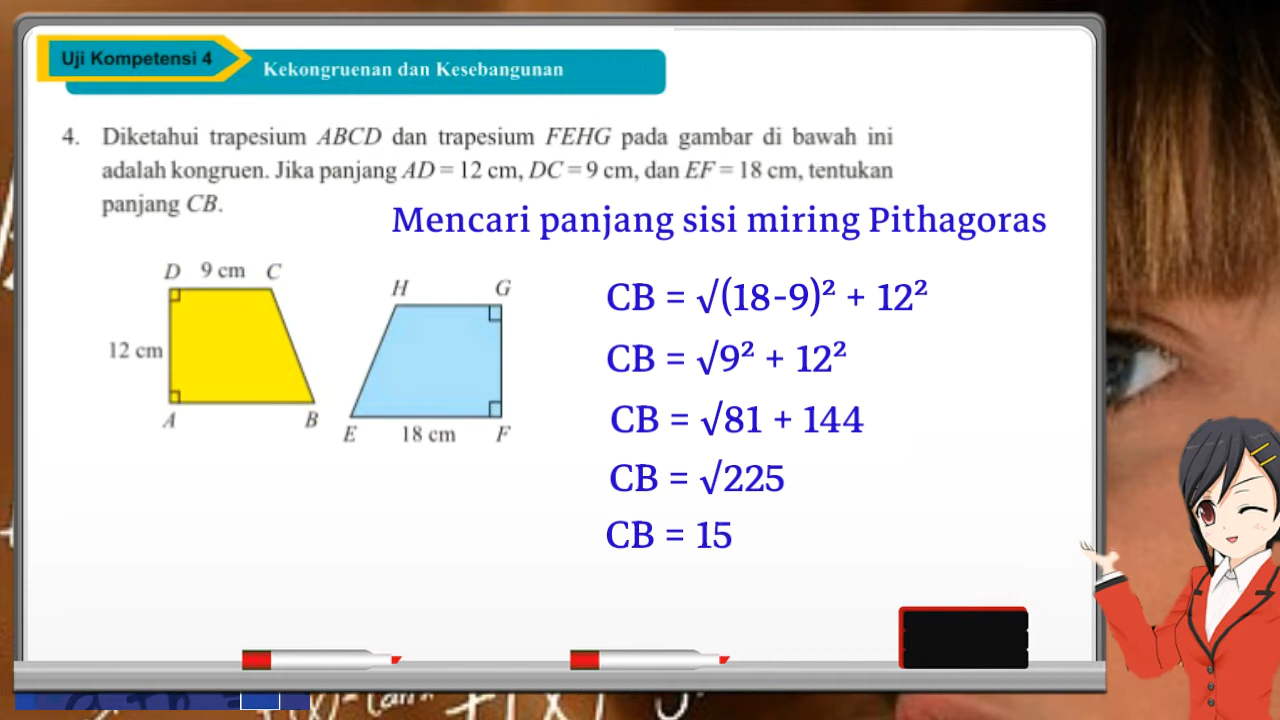 Uji Kompetensi 4
Kekongruenan dan Kesebangunan
4. Diketahui trapesium ABCD dan trapesium FEHG pada gambar di bawah ini
adalah kongruen. Jika panjang AD = 12 cm, DC = 9 cm, dan EF = 18 cm, tentukan
panjang CB.
Mencari panjang sisi miring Pithagoras
D 9 cm C
H G
12 cm
A B
E 18 cm F
CB = √(18-9)² + 12²
CB = √9² + 12²
CB = √81 + 144
CB = √225
CB = 15